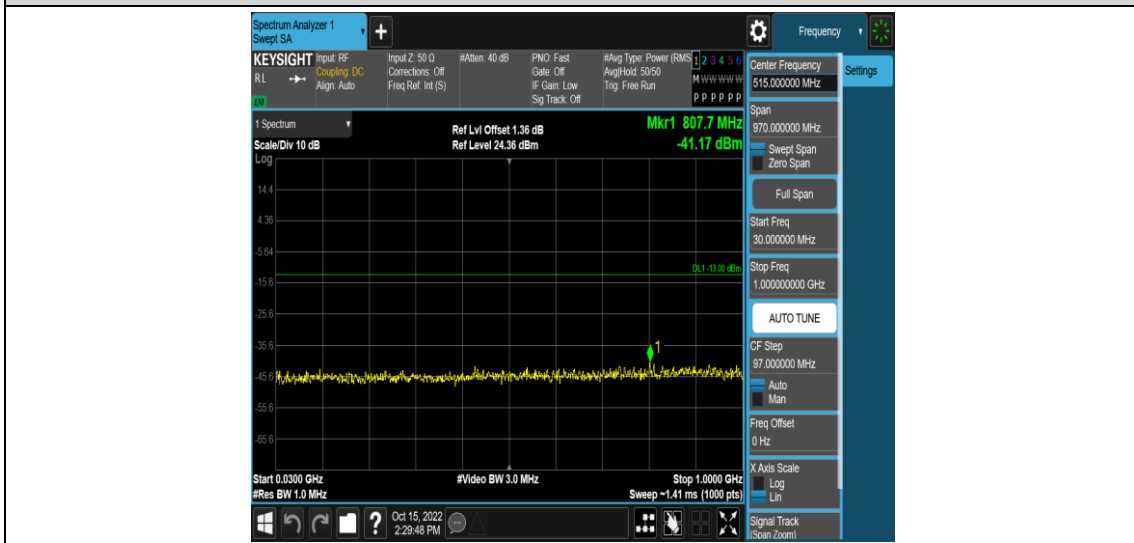 Spectrum Analyzer 1
Swept SA
+
Frequency
KEYSIGHT
RL
Input: RF
Coupling: DC
Align: Auto
Input Z: 50 Ω
Corrections: Off
Freq Ref: Int (S)
#Atten: 40 dB
PNO: Fast
Gate: Off
IF Gain: Low
Sig Track: Off
#Avg Type: Power (RMS
Avg|Hold: 50/50
Trig: Free Run
1 2 3 4 5 6
M W W W W W
P P P P P P
Center Frequency
515.000000 MHz
Settings
Span
970.000000 MHz
Swept Span
Zero Span
Full Span
Start Freq
30.000000 MHz
Stop Freq
1.000000000 GHz
AUTO TUNE
CF Step
97.000000 MHz
Auto
Man
Freq Offset
0 Hz
X Axis Scale
Log
Lin
Signal Track
(Span Zoom)
1 Spectrum
Scale/Div 10 dB
Log
Ref Lvl Offset 1.36 dB
Ref Level 24.36 dBm
Mkr1 807.7 MHz
-41.17 dBm
14.4
4.36
-5.64
DL1 -13.00 dBm
-15.6
-25.6
-35.6
1
-45.6
-55.6
-65.6
Start 0.0300 GHz
#Video BW 3.0 MHz
Stop 1.0000 GHz
#Res BW 1.0 MHz
Sweep ~1.41 ms (1000 pts)
?
Oct 15, 2022
2:29:48 PM